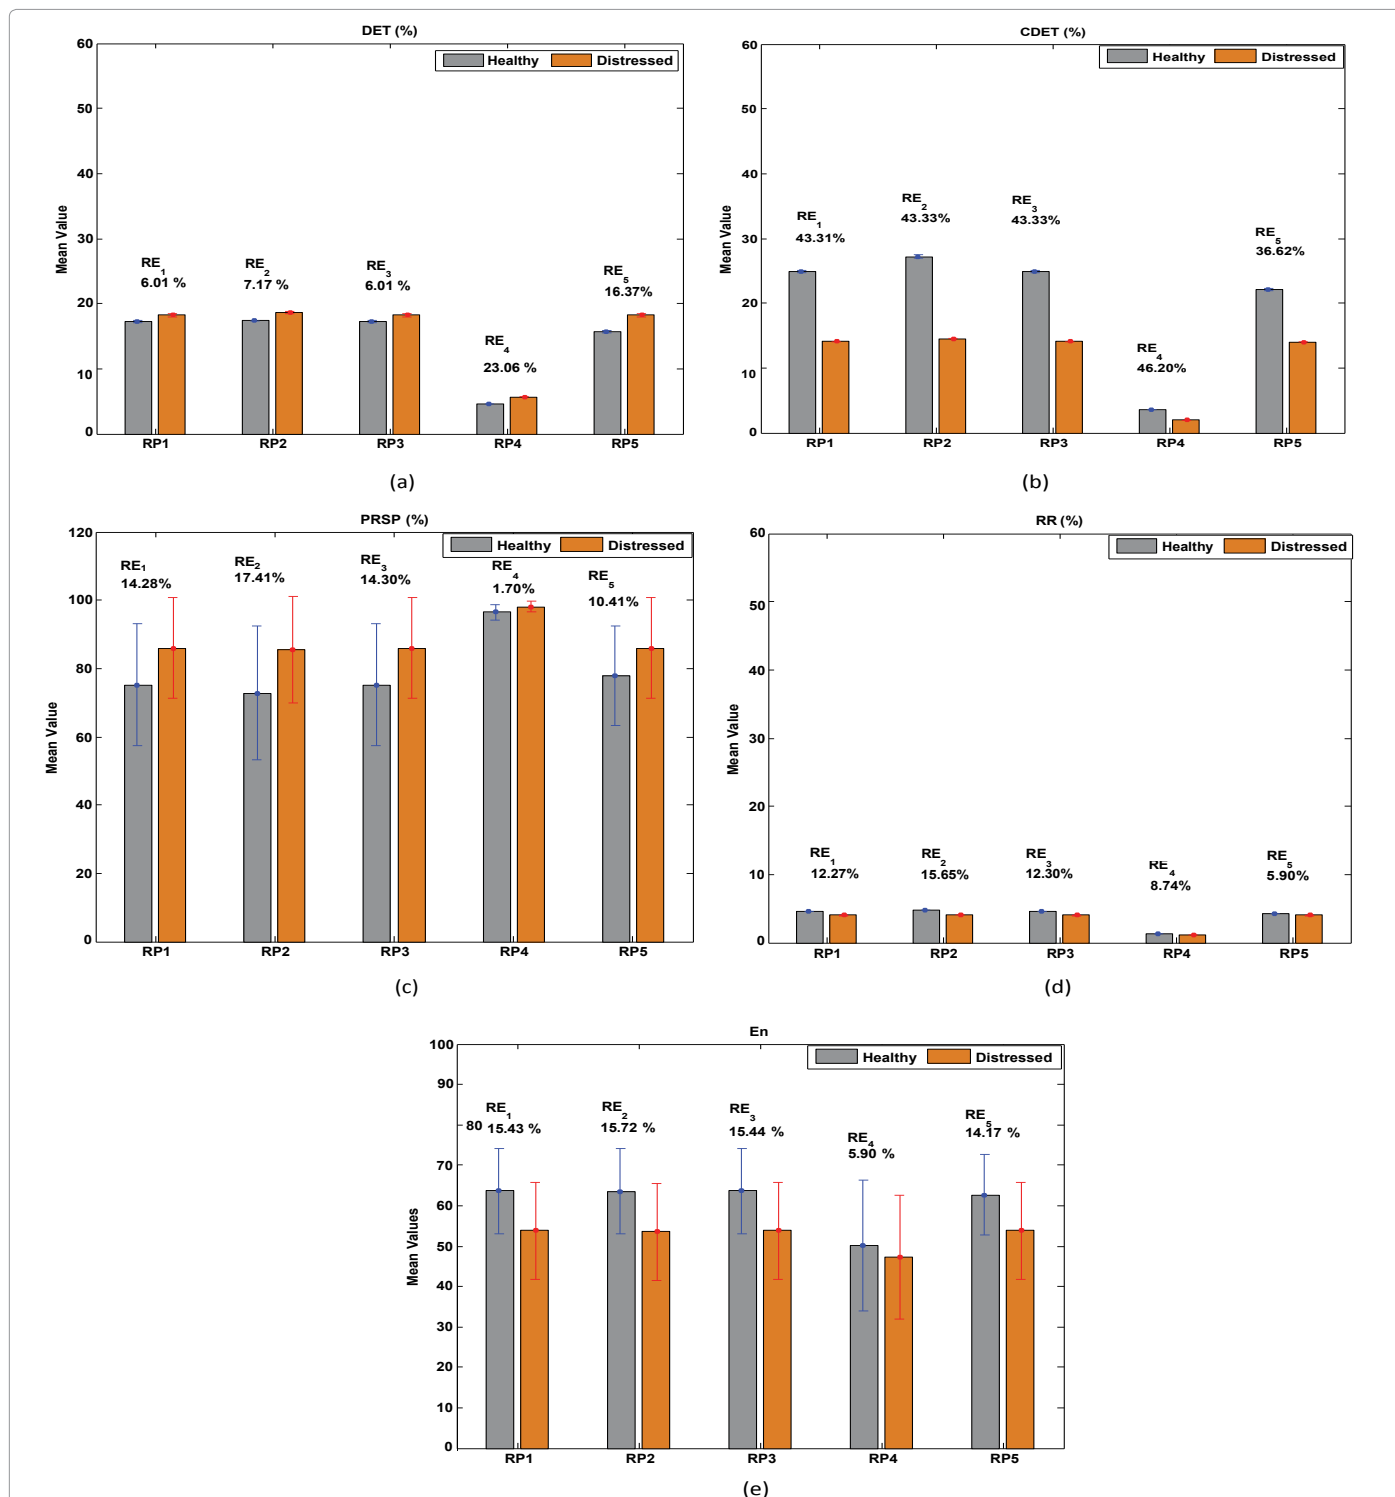 DET (%)
60
50
40
30
20
10
0
Mean Value
Healthy Distressed
RE1
6.01 %
RE2
7.17 %
RE3
6.01 %
RE4
23.06 %
RE5
16.37%
RP1 RP2 RP3 RP4 RP5
(a)
CDET (%)
60
50
40
30
20
10
0
Mean Value
Healthy Distressed
RE1
43.31%
RE2
43.33%
RE3
43.33%
RE4
46.20%
RE5
36.62%
RP1 RP2 RP3 RP4 RP5
(b)
PRSP (%)
120
100
80
60
40
20
0
Mean Value
Healthy Distressed
RE1
14.28%
RE2
17.41%
RE3
14.30%
RE4
1.70%
RE5
10.41%
RP1 RP2 RP3 RP4 RP5
(c)
RR (%)
60
50
40
30
20
10
0
Mean Value
Healthy Distressed
RE1
12.27%
RE2
15.65%
RE3
12.30%
RE4
8.74%
RE5
5.90%
RP1 RP2 RP3 RP4 RP5
(d)
En
100
90
80
70
60
50
40
30
20
10
0
Mean Values
Healthy Distressed
RE1
15.43 %
RE2
15.72 %
RE3
15.44 %
RE4
5.90 %
RE5
14.17 %
RP1 RP2 RP3 RP4 RP5
(e)